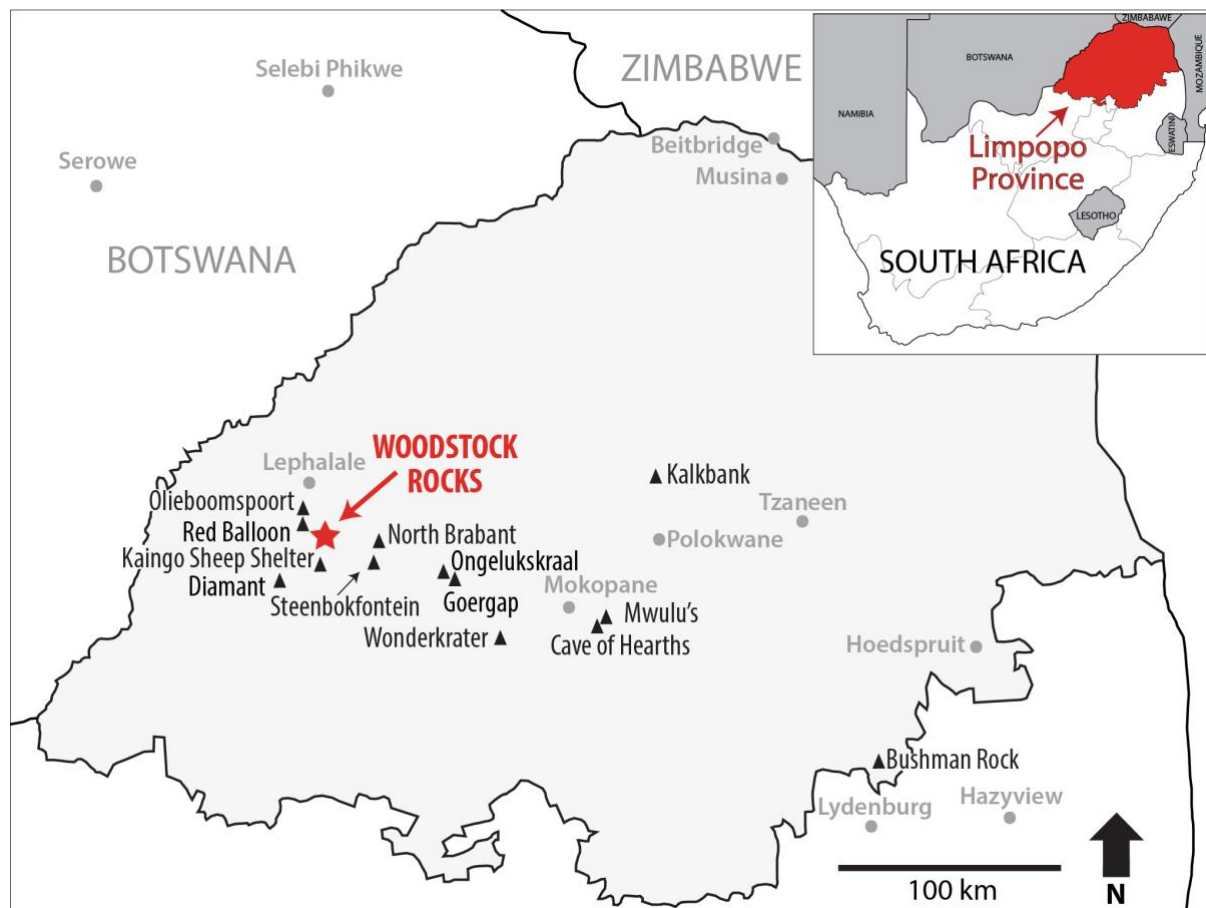 ZIMBABWE
BOTSWANA
NAMIBIA
MOZAMBIQUE
ESWATINI
Limpopo
Province
LESOTHO
SOUTH AFRICA
Selebi Phikwe
ZIMBABWE
Serowe
Beitbridge
Musina
BOTSWANA
WOODSTOCK
ROCKS
Lephalale
Olieboomspoort
Red Balloon
Kaingo Sheep Shelter
Diamant
Steenbokfontein
North Brabant
Ongelukskraal
Goergap
Wonderkrater
Kalkbank
Tzaneen
Polokwane
Mokopane
Mwulu's
Cave of Hearths
Hoedspruit
Bushman Rock
Lydenburg
Hazyview
100 km
N